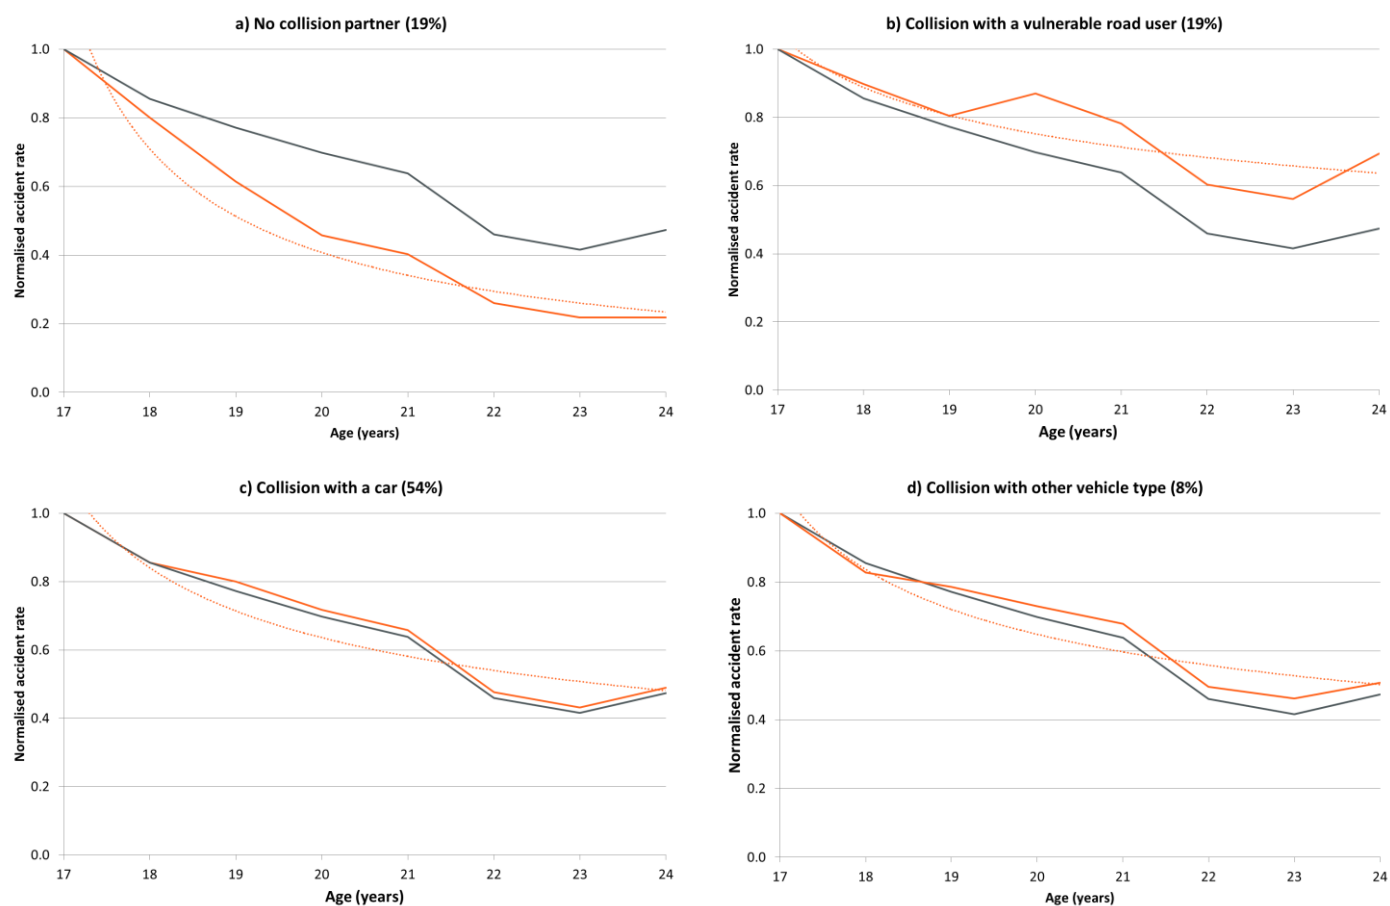 a) No collision partner (19%)
Normalised accident rate
1.0
0.8
0.6
0.4
0.2
0.0
17 18 19 20 21 22 23 24
Age (years)
b) Collision with a vulnerable road user (19%)
Normalised accident rate
1.0
0.8
0.6
0.4
0.2
0.0
17 18 19 20 21 22 23 24
Age (years)
c) Collision with a car (54%)
Normalised accident rate
1.0
0.8
0.6
0.4
0.2
0.0
17 18 19 20 21 22 23 24
Age (years)
d) Collision with other vehicle type (8%)
Normalised accident rate
1.0
0.8
0.6
0.4
0.2
0.0
17 18 19 20 21 22 23 24
Age (years)